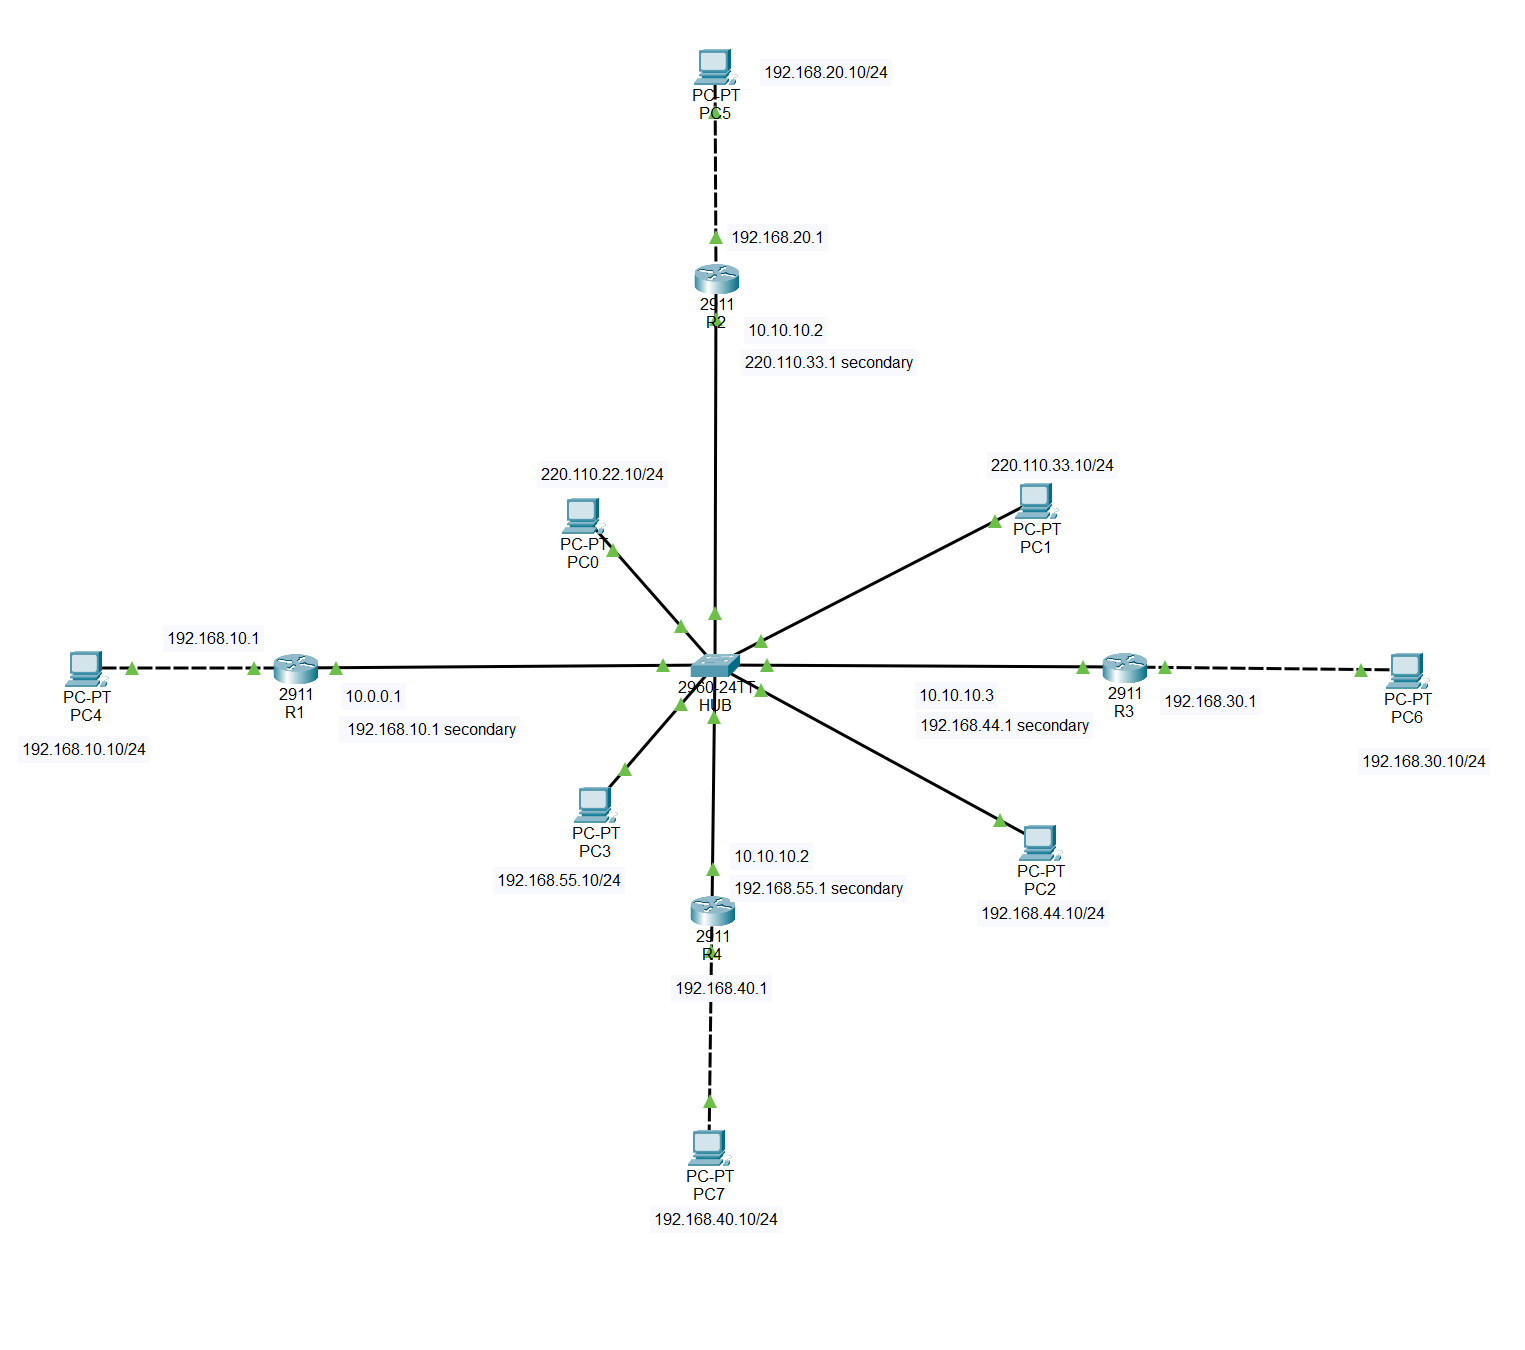 192.168.20.10/24
PC-PT
PC5
192.168.20.1
2911
R2
10.10.10.2
220.110.33.1 secondary
220.110.22.10/24
PC-PT
PC0
220.110.33.10/24
PC-PT
PC1
192.168.10.1
PC-PT
PC4
192.168.10.10/24
2911
R1
10.0.0.1
192.168.10.1 secondary
2960-24TT
HUB
10.10.10.3
192.168.44.1 secondary
2911
R3
192.168.30.1
PC-PT
PC6
192.168.30.10/24
PC-PT
PC3
192.168.55.10/24
10.10.10.2
192.168.55.1 secondary
PC-PT
PC2
192.168.44.10/24
2911
R4
192.168.40.1
PC-PT
PC7
192.168.40.10/24